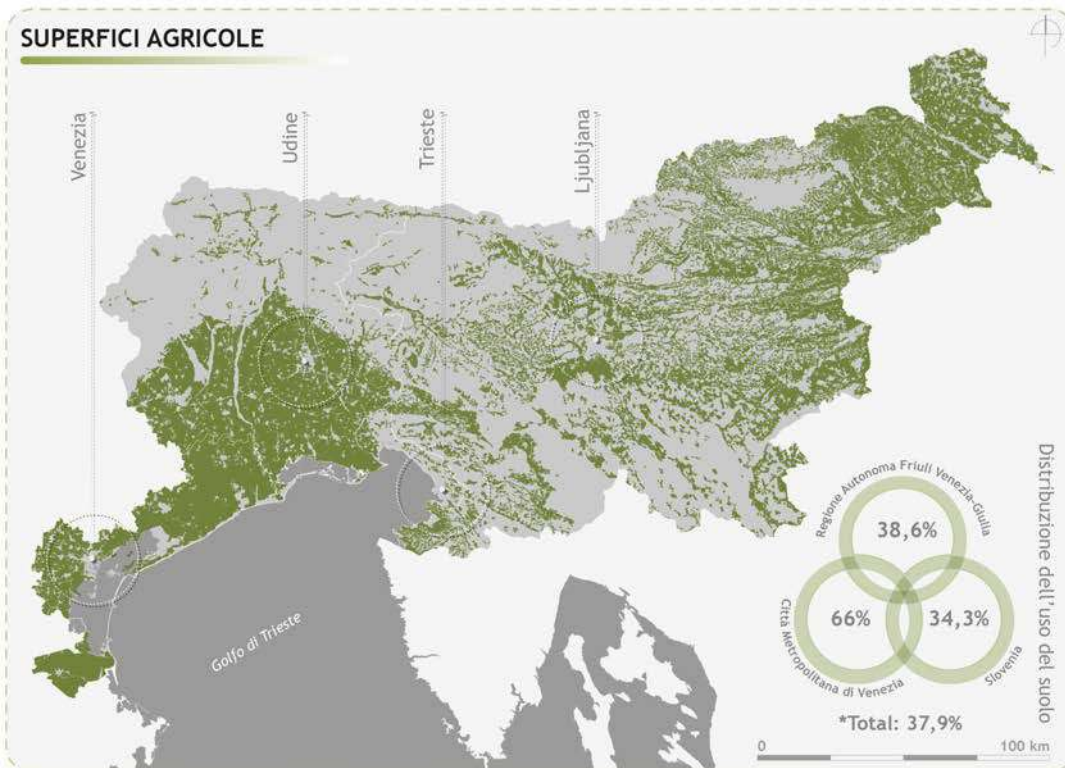 SUPERFICI AGRICOLE
Venezia
Udine
Trieste
Ljubljana
Golfo di Trieste
Regione Autonoma Friuli Venezia-Giulia
38,6%
66%
34,3%
Città Metropolitana di Venezia
Slovenia
*Total: 37,9%
Distribuzione dell'uso del suolo
0
100 km